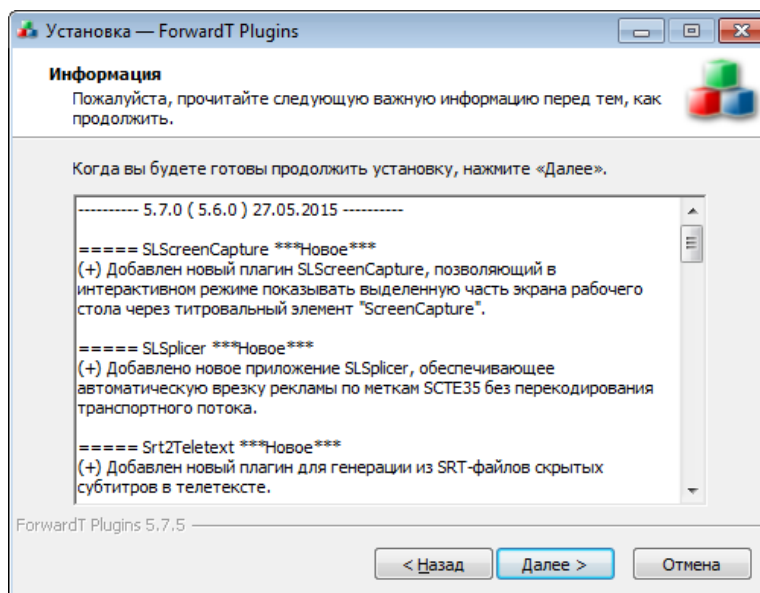 Установка — ForwardT Plugins
Информация
Пожалуйста, прочитайте следующую важную информацию перед тем, как
продолжить.
Когда вы будете готовы продолжить установку, нажмите «Далее».
---------- 5.7.0 ( 5.6.0 ) 27.05.2015 ----------
===== SLScreenCapture ***Новое***
(+) Добавлен новый плагин SLScreenCapture, позволяющий в
интерактивном режиме показывать выделенную часть экрана рабочего
стола через титровальный элемент "ScreenCapture".
===== SLSplicer ***Новое***
(+) Добавлено новое приложение SLSplicer, обеспечивающее
автоматическую врезку рекламы по меткам SCTE35 без перекодирования
транспортного потока.
===== Srt2Teletext ***Новое***
(+) Добавлен новый плагин для генерации из SRT-файлов скрытых
субтитров в телетексте.
ForwardT Plugins 5.7.5
< Назад
Далее >
Отмена